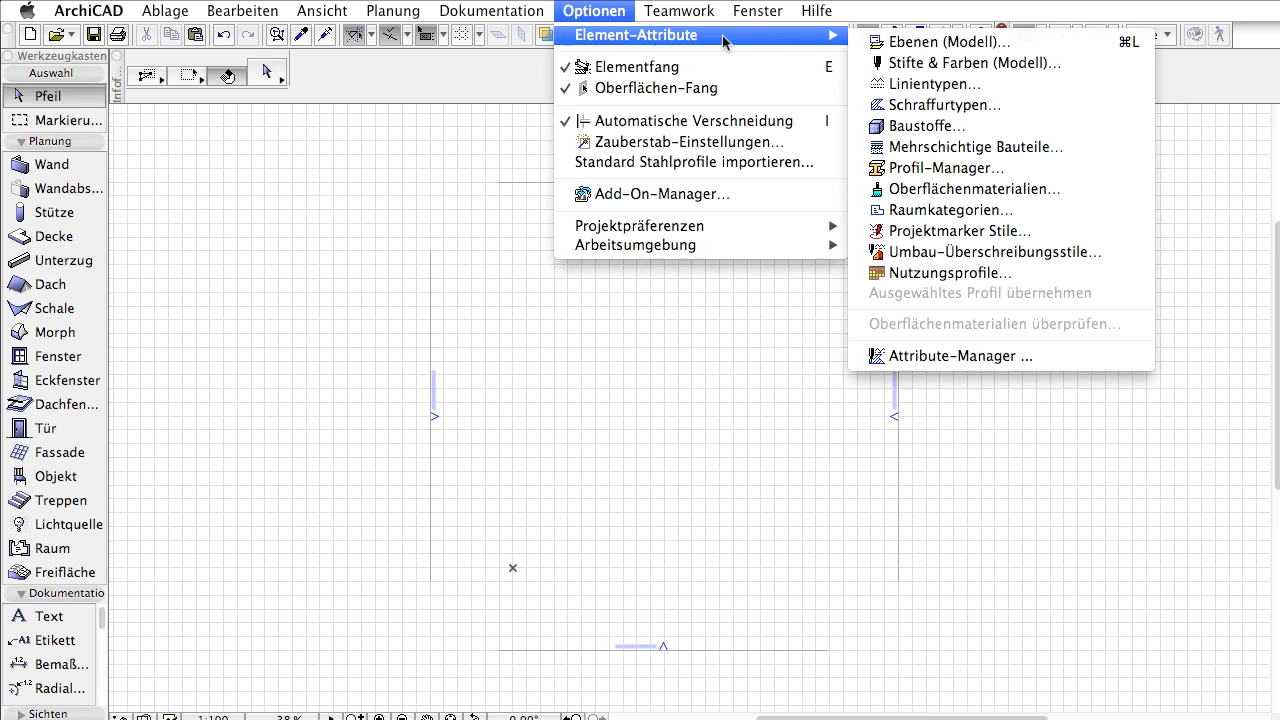 ArchiCAD Ablage Bearbeiten Ansicht Planung Dokumentation Optionen Teamwork Fenster Hilfe
Werkzeugkasten
Auswahl
Pfeil
Markieru...
Planung
Wand
Wandabs...
Stütze
Decke
Unterzug
Dach
Schale
Morph
Fenster
Eckfenster
Dachfen...
Tür
Fassade
Objekt
Treppen
Lichtquelle
Raum
Freifläche
Dokumentatio
Text
Etikett
Bemaß...
Radial...
Sichten
Infof...
Element-Attribute
Elementfang E
Oberflächen-Fang
Automatische Verschneidung I
Zauberstab-Einstellungen...
Standard Stahlprofile importieren...
Add-On-Manager...
Projektpräferenzen
Arbeitsumgebung
Ebenen (Modell)... ⌘L
Stifte & Farben (Modell)...
Linientypen...
Schraffurtypen...
Baustoffe...
Mehrschichtige Bauteile...
Profil-Manager...
Oberflächenmaterialien...
Raumkategorien...
Projektmarker Stile...
Umbau-Überschreibungsstile...
Nutzungsprofile...
Ausgewähltes Profil übernehmen
Oberflächenmaterialien überprüfen...
Attribute-Manager ...
1:100 38% 0,00°